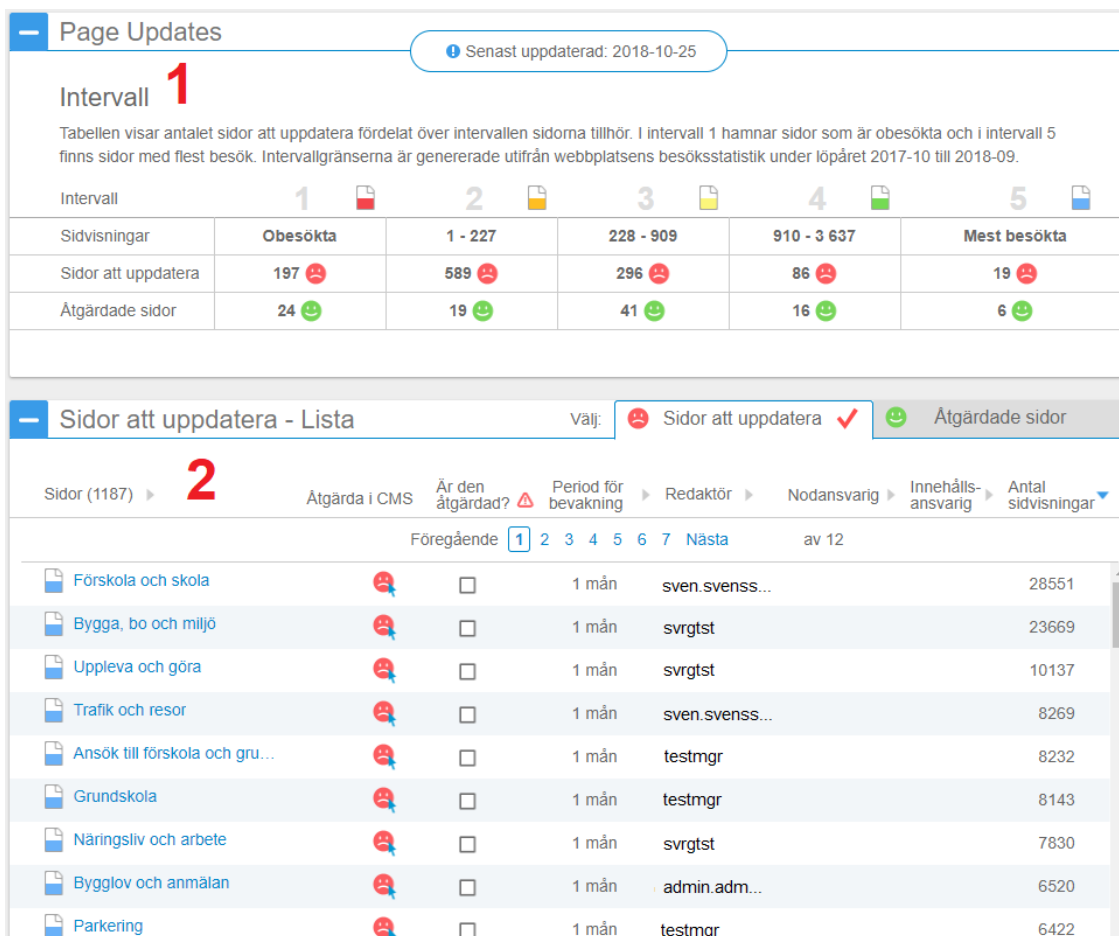 Page Updates
Senast uppdaterad: 2018-10-25
Intervall 1
Tabellen visar antalet sidor att uppdatera fördelat över intervallen sidorna tillhör. I intervall 1 hamnar sidor som är obesökta och i intervall 5
finns sidor med flest besök. Intervallgränserna är genererade utifrån webbplatsens besöksstatistik under löpåret 2017-10 till 2018-09.
Intervall 1 2 3 4 5
Sidvisningar Obesökta 1 - 227 228 - 909 910 - 3 637 Mest besökta
Sidor att uppdatera 197 589 296 86 19
Åtgärdade sidor 24 19 41 16 6
Sidor att uppdatera - Lista Välj: Sidor att uppdatera Åtgärdade sidor
2
Sidor (1187) Åtgärda i CMS Är den åtgärdad? Period för bevakning Redaktör Nodansvarig Innehålls-ansvarig Antal sidvisningar
Föregående 1 2 3 4 5 6 7 Nästa av 12
Förskola och skola 1 mån sven.svenss... 28551
Bygga, bo och miljö 1 mån svrgtst 23669
Uppleva och göra 1 mån svrgtst 10137
Trafik och resor 1 mån sven.svenss... 8269
Ansök till förskola och gru... 1 mån testmgr 8232
Grundskola 1 mån testmgr 8143
Näringsliv och arbete 1 mån svrgtst 7830
Bygglov och anmälan 1 mån admin.adm... 6520
Parkering 1 mån testmgr 6422